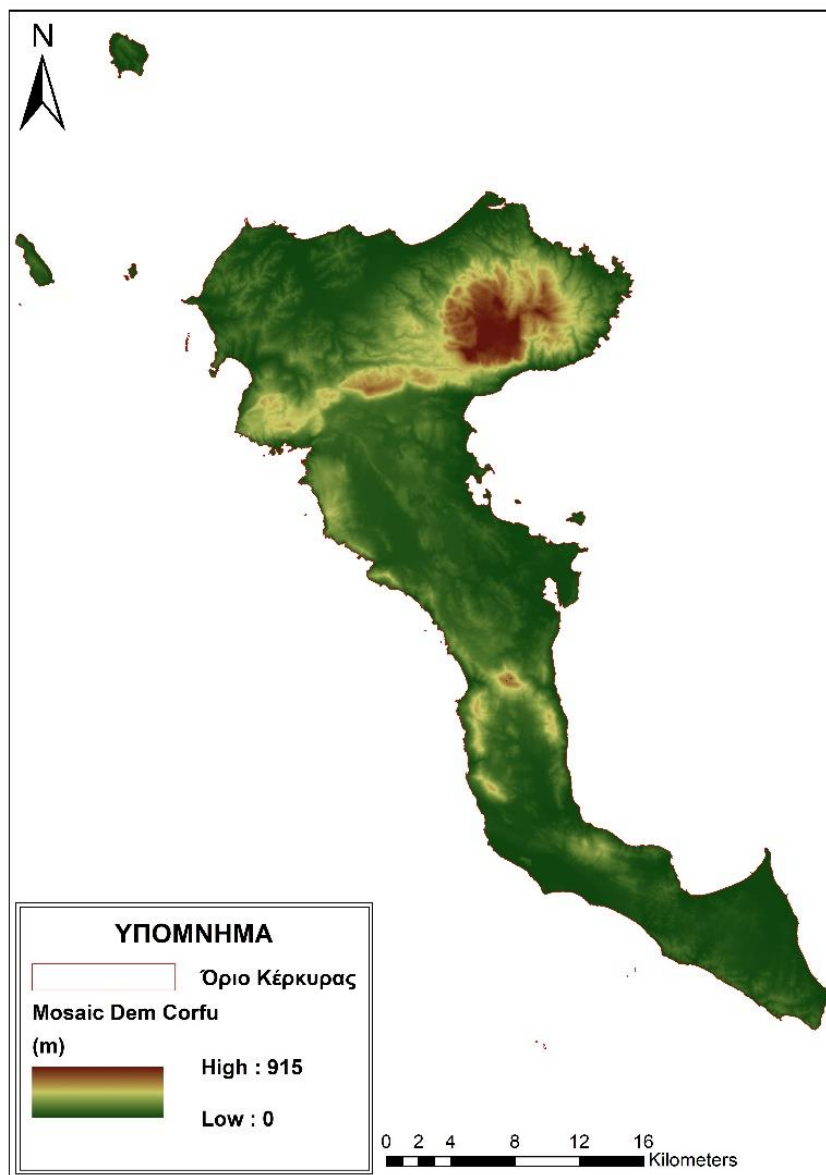 N
ΥΠΟΜΝΗΜΑ
Όριο Κέρκυρας
Mosaic Dem Corfu
(m)
High : 915
Low : 0
0 2 4 8 12 16
Kilometers